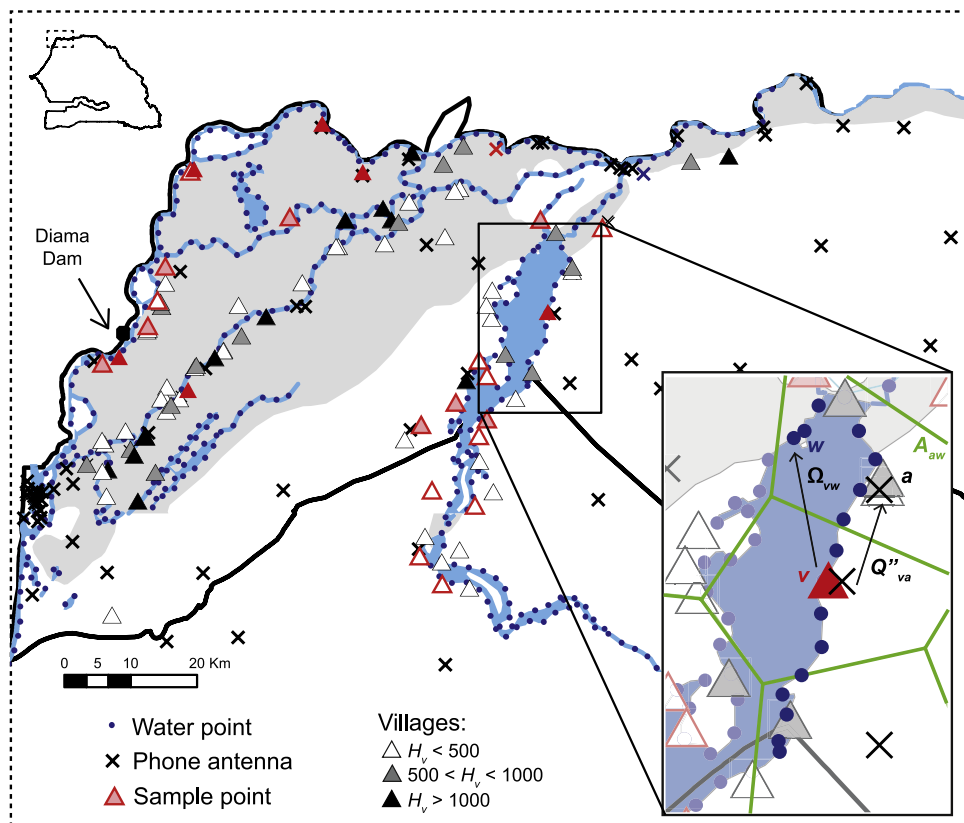 Diama
Dam
w
A_aw
Ω_vw
a
v
Q”_va
0 5 10 20 Km
Water point
Phone antenna
Sample point
Villages:
H_v < 500
500 < H_v < 1000
H_v > 1000